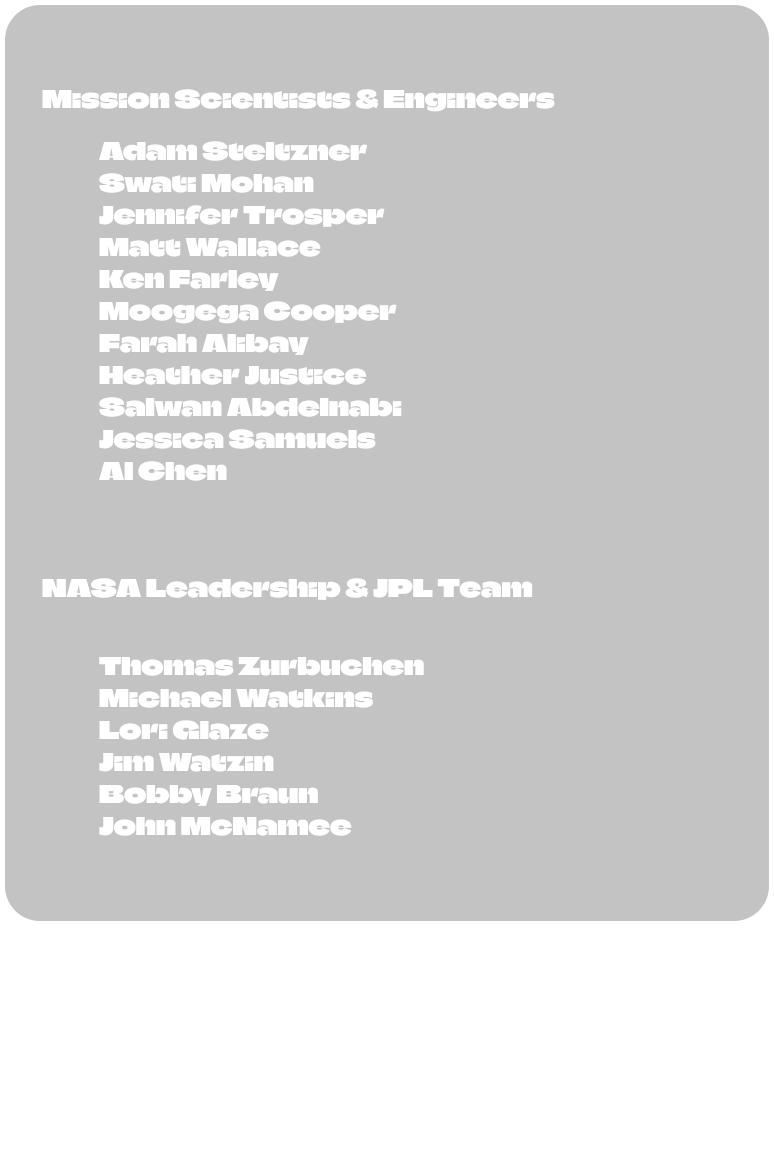 Mission Scientists & Engineers
Adam Steltzner
Swati Mohan
Jennifer Trosper
Matt Wallace
Ken Farley
Moogega Cooper
Farah Alibay
Heather Justice
Salwan Abdelnabi
Jessica Samuels
Al Chen
NASA Leadership & JPL Team
Thomas Zurbuchen
Michael Watkins
Lori Glaze
Jim Watzin
Bobby Braun
John McNamee